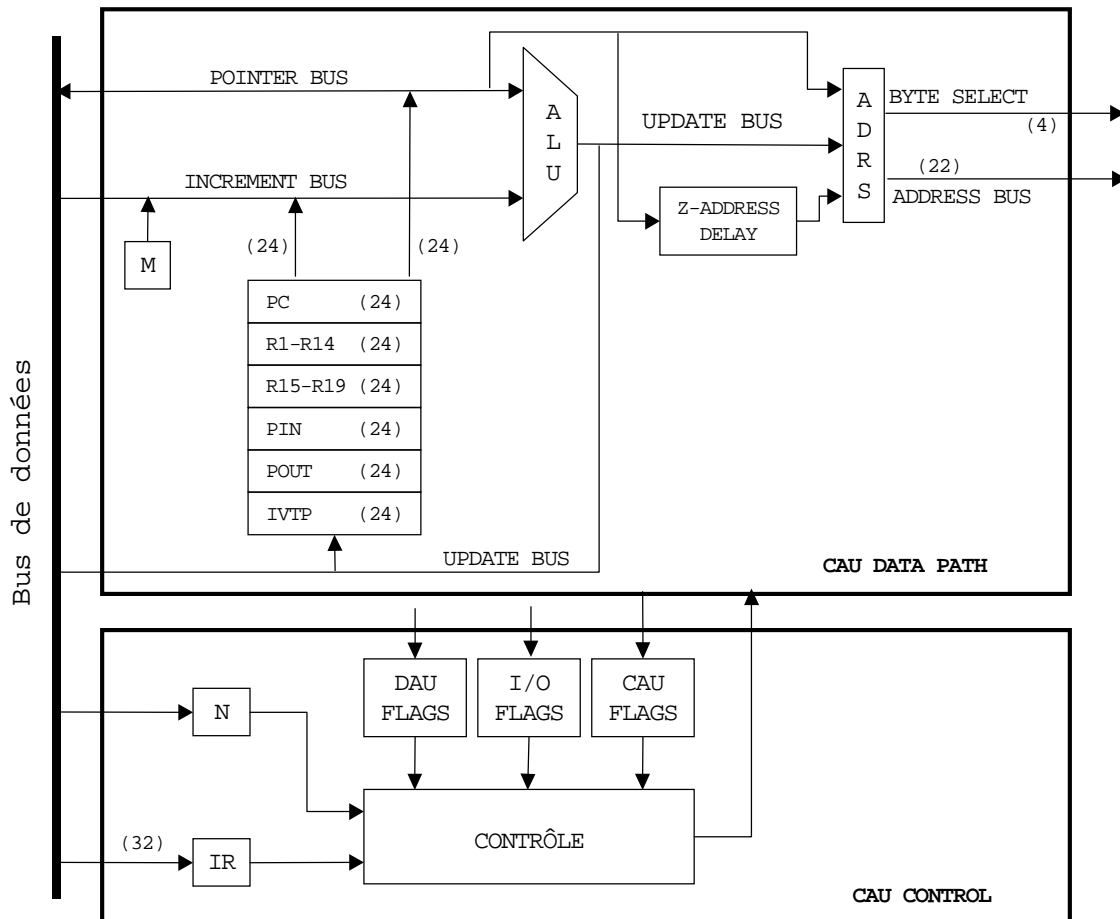 POINTER BUS
A
L
U
A
D
R
S
BYTE SELECT
(4)
UPDATE BUS
INCREMENT BUS
(22)
ADDRESS BUS
Z-ADDRESS
DELAY
(24)
(24)
M
PC (24)
R1-R14 (24)
R15-R19 (24)
PIN (24)
POUT (24)
IVTP (24)
UPDATE BUS
CAU DATA PATH
Bus de données
DAU
FLAGS
I/O
FLAGS
CAU
FLAGS
N
(32)
IR
CONTRÔLE
CAU CONTROL